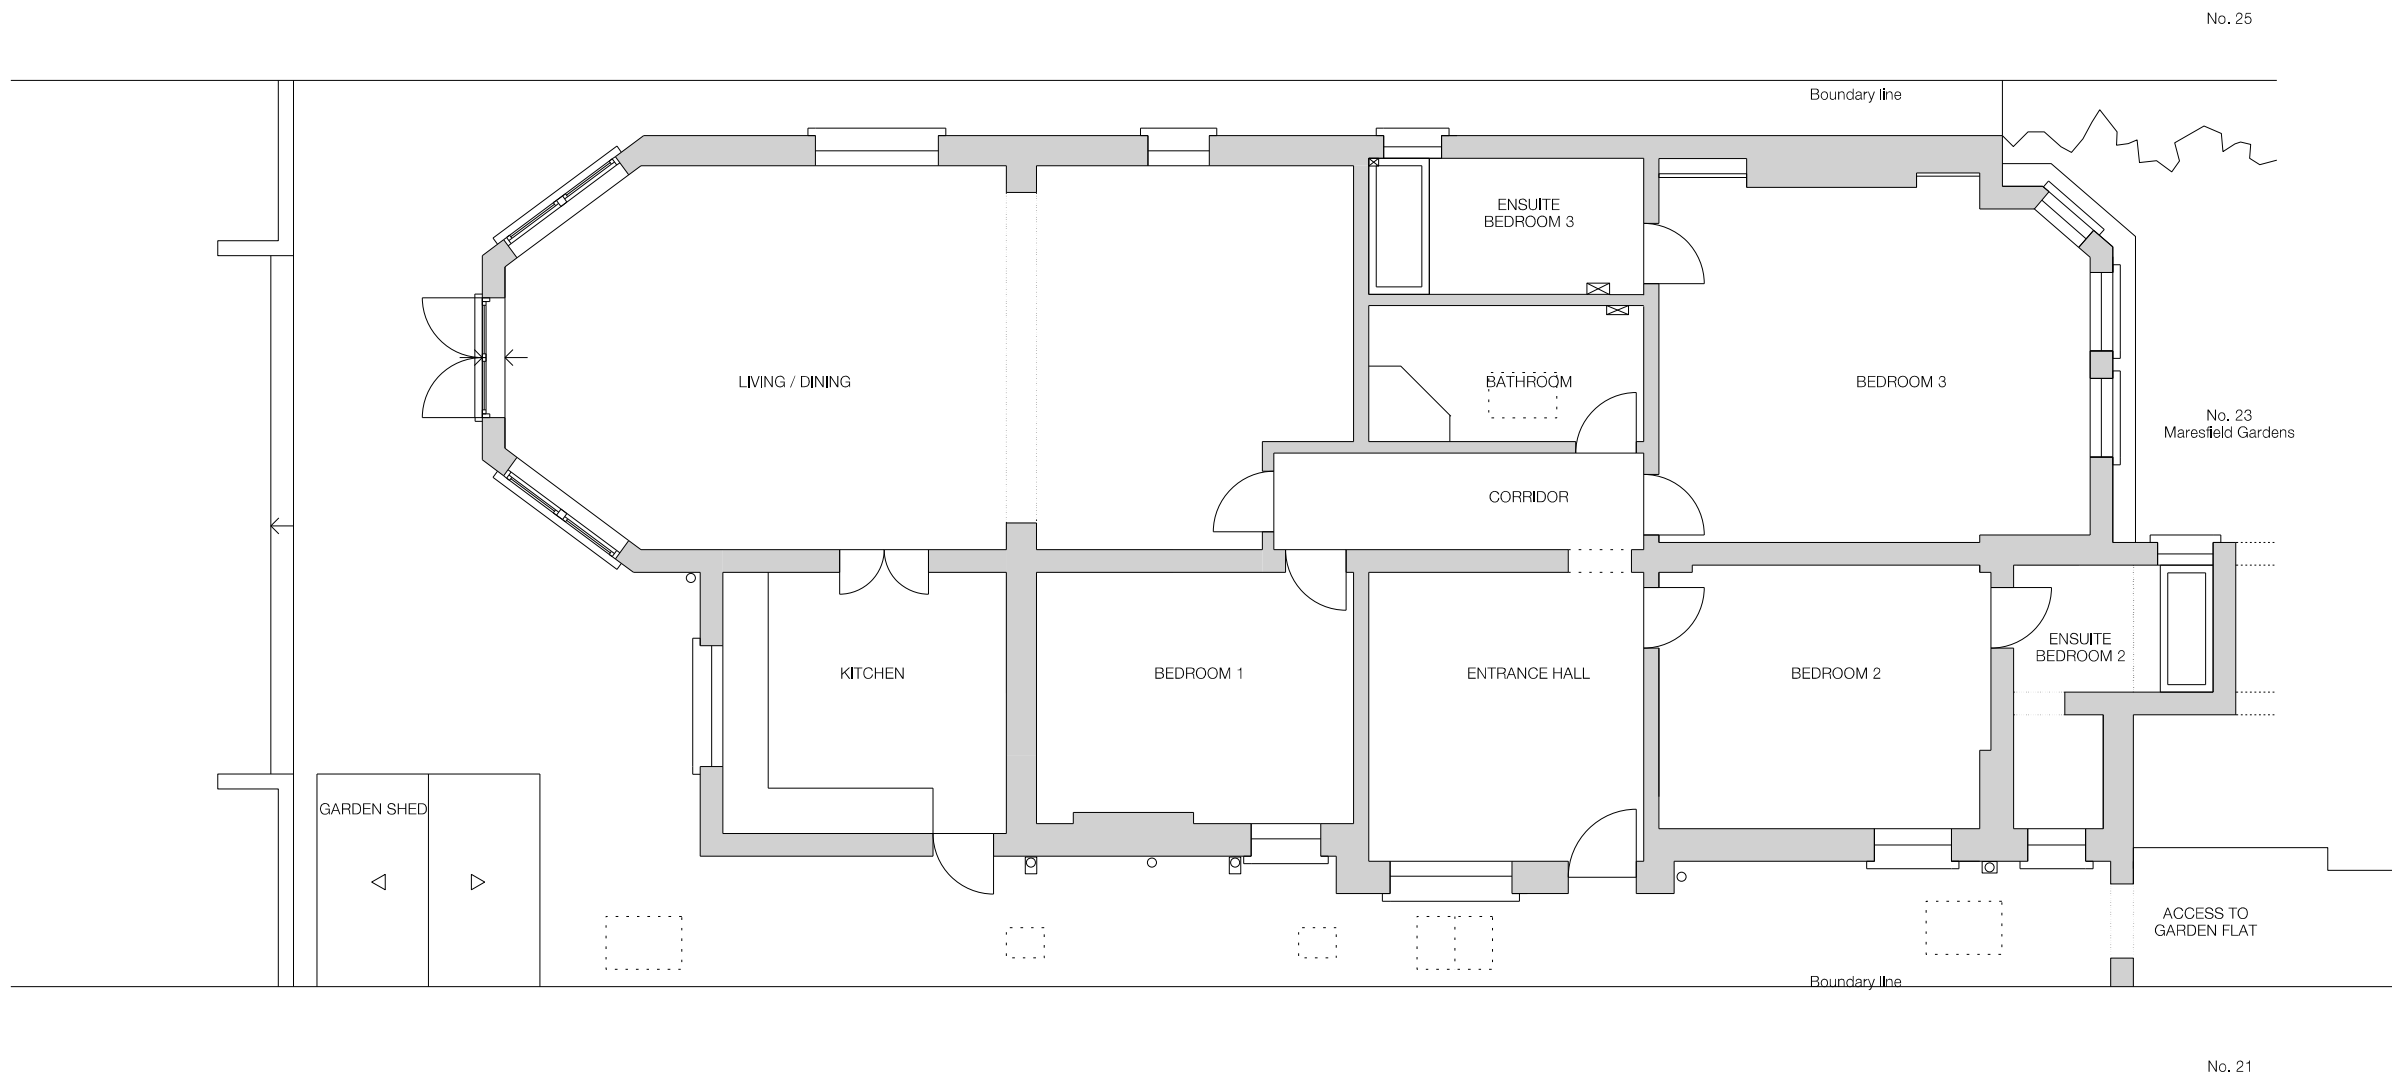 No. 25
Boundary line
ENSUITE
BEDROOM 3
LIVING / DINING
BATHROOM
BEDROOM 3
No. 23
Maresfield Gardens
CORRIDOR
ENSUITE
BEDROOM 2
KITCHEN
BEDROOM 1
ENTRANCE HALL
BEDROOM 2
GARDEN SHED
ACCESS TO
GARDEN FLAT
Boundary line
No. 21